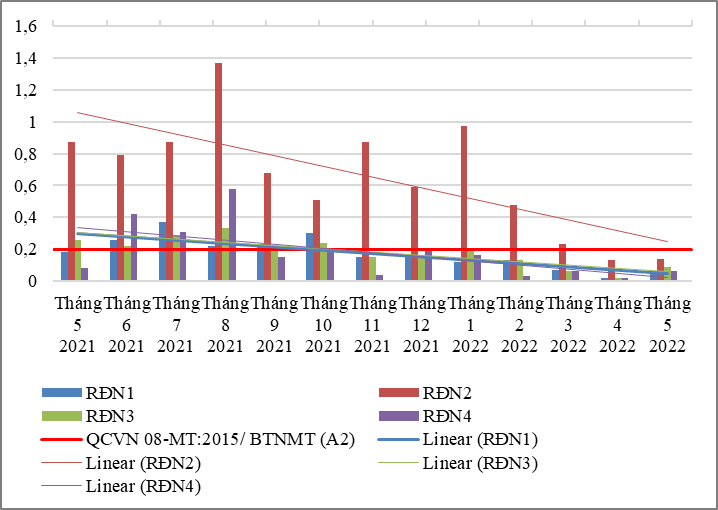 1,6
1,4
1,2
1
0,8
0,6
0,4
0,2
0
Tháng Tháng Tháng Tháng Tháng Tháng Tháng Tháng Tháng Tháng Tháng Tháng Tháng
5 6 7 8 9 10 11 12 1 2 3 4 5
2021 2021 2021 2021 2021 2021 2021 2021 2022 2022 2022 2022 2022
RĐN1 RĐN2
RĐN3 RĐN4
QCVN 08-MT:2015/ BTNMT (A2) Linear (RĐN1)
Linear (RĐN2) Linear (RĐN3)
Linear (RĐN4)